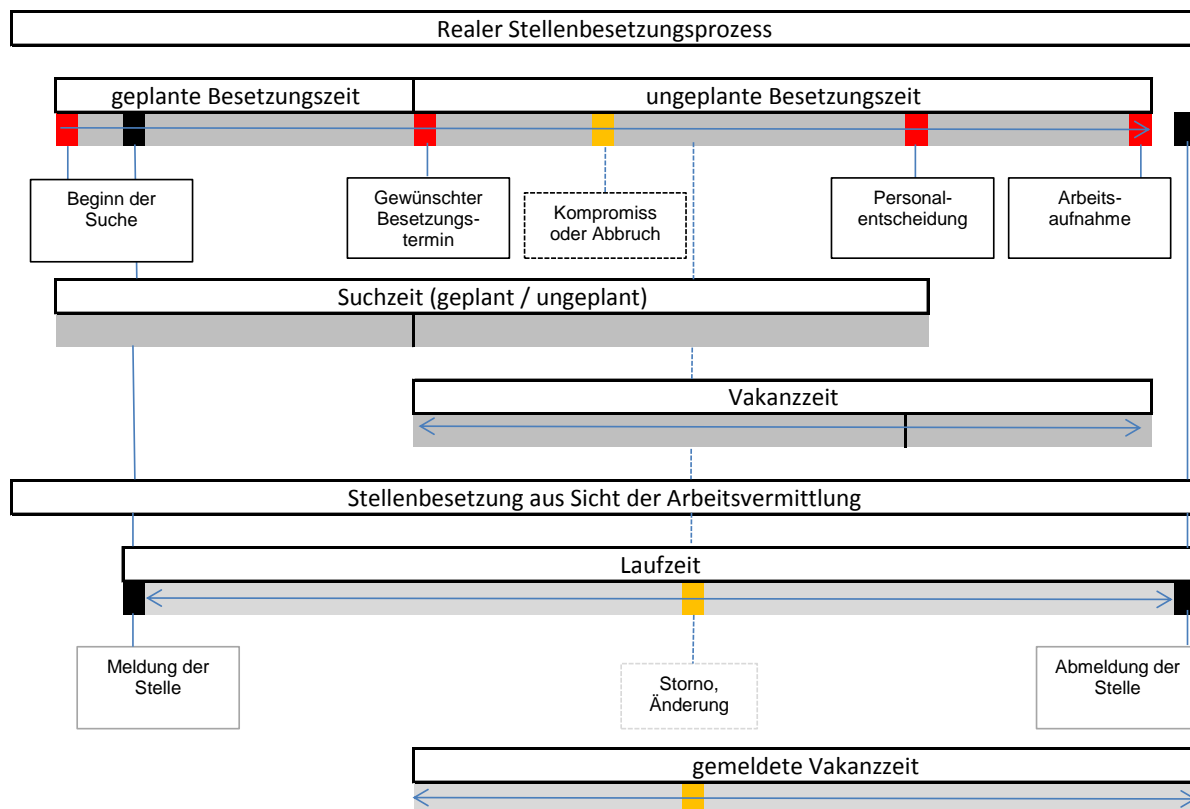 Realer Stellenbesetzungsprozess
geplante Besetzungszeit
ungeplante Besetzungszeit
Beginn der
Suche
Gewünschter
Besetzungs-
termin
Kompromiss
oder Abbruch
Personal-
entscheidung
Arbeits-
aufnahme
Suchzeit (geplant / ungeplant)
Vakanzzeit
Stellenbesetzung aus Sicht der Arbeitsvermittlung
Laufzeit
Meldung der
Stelle
Storno,
Änderung
Abmeldung der
Stelle
gemeldete Vakanzzeit